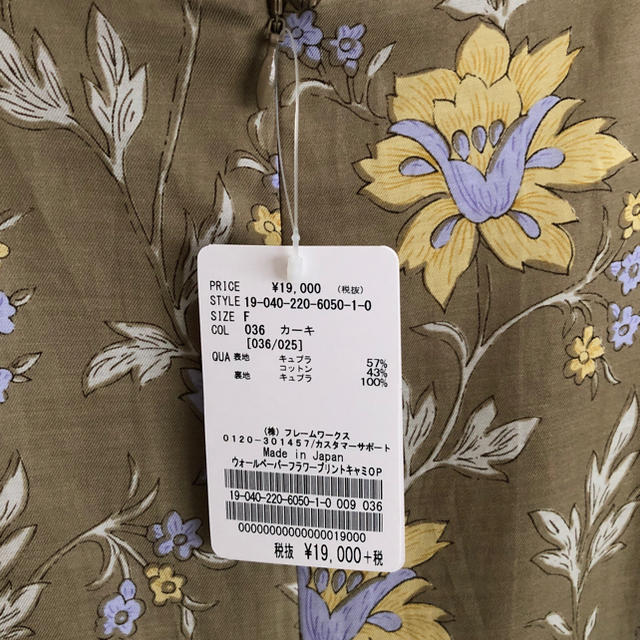 PRICE ¥19,000 (税抜)
STYLE 19-040-220-6050-1-0
SIZE F
COL 036 カーキ
[036/025]
QUA 表地 キュプラ 57%
コットン 43%
裏地 キュプラ 100%
(株) フレームワークス
0120-301457/カスタマーサポート
Made in Japan
ウォールペーパーフラワープリントキャミOP
19-040-220-6050-1-0 009 036
00000000000000019000
税抜 ¥19,000+税